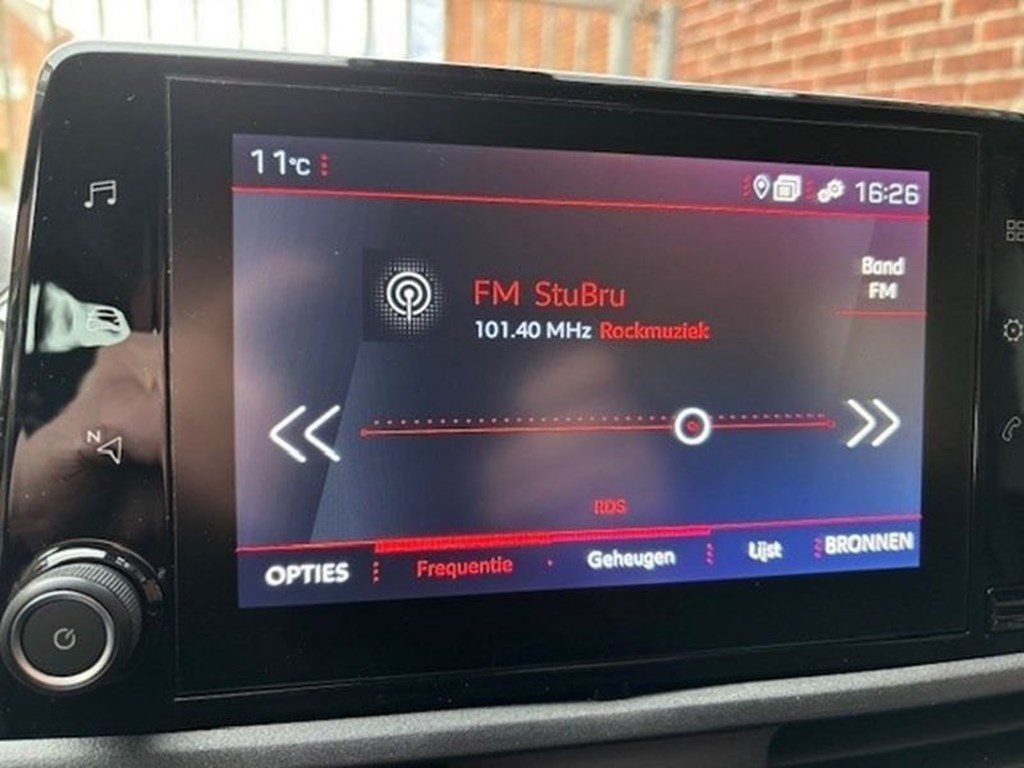 11°C
16:26
Band
FM
FM StuBru
101.40 MHz Rockmuziek
N
RDS
OPTIES Frequentie Geheugen Lijst BRONNEN